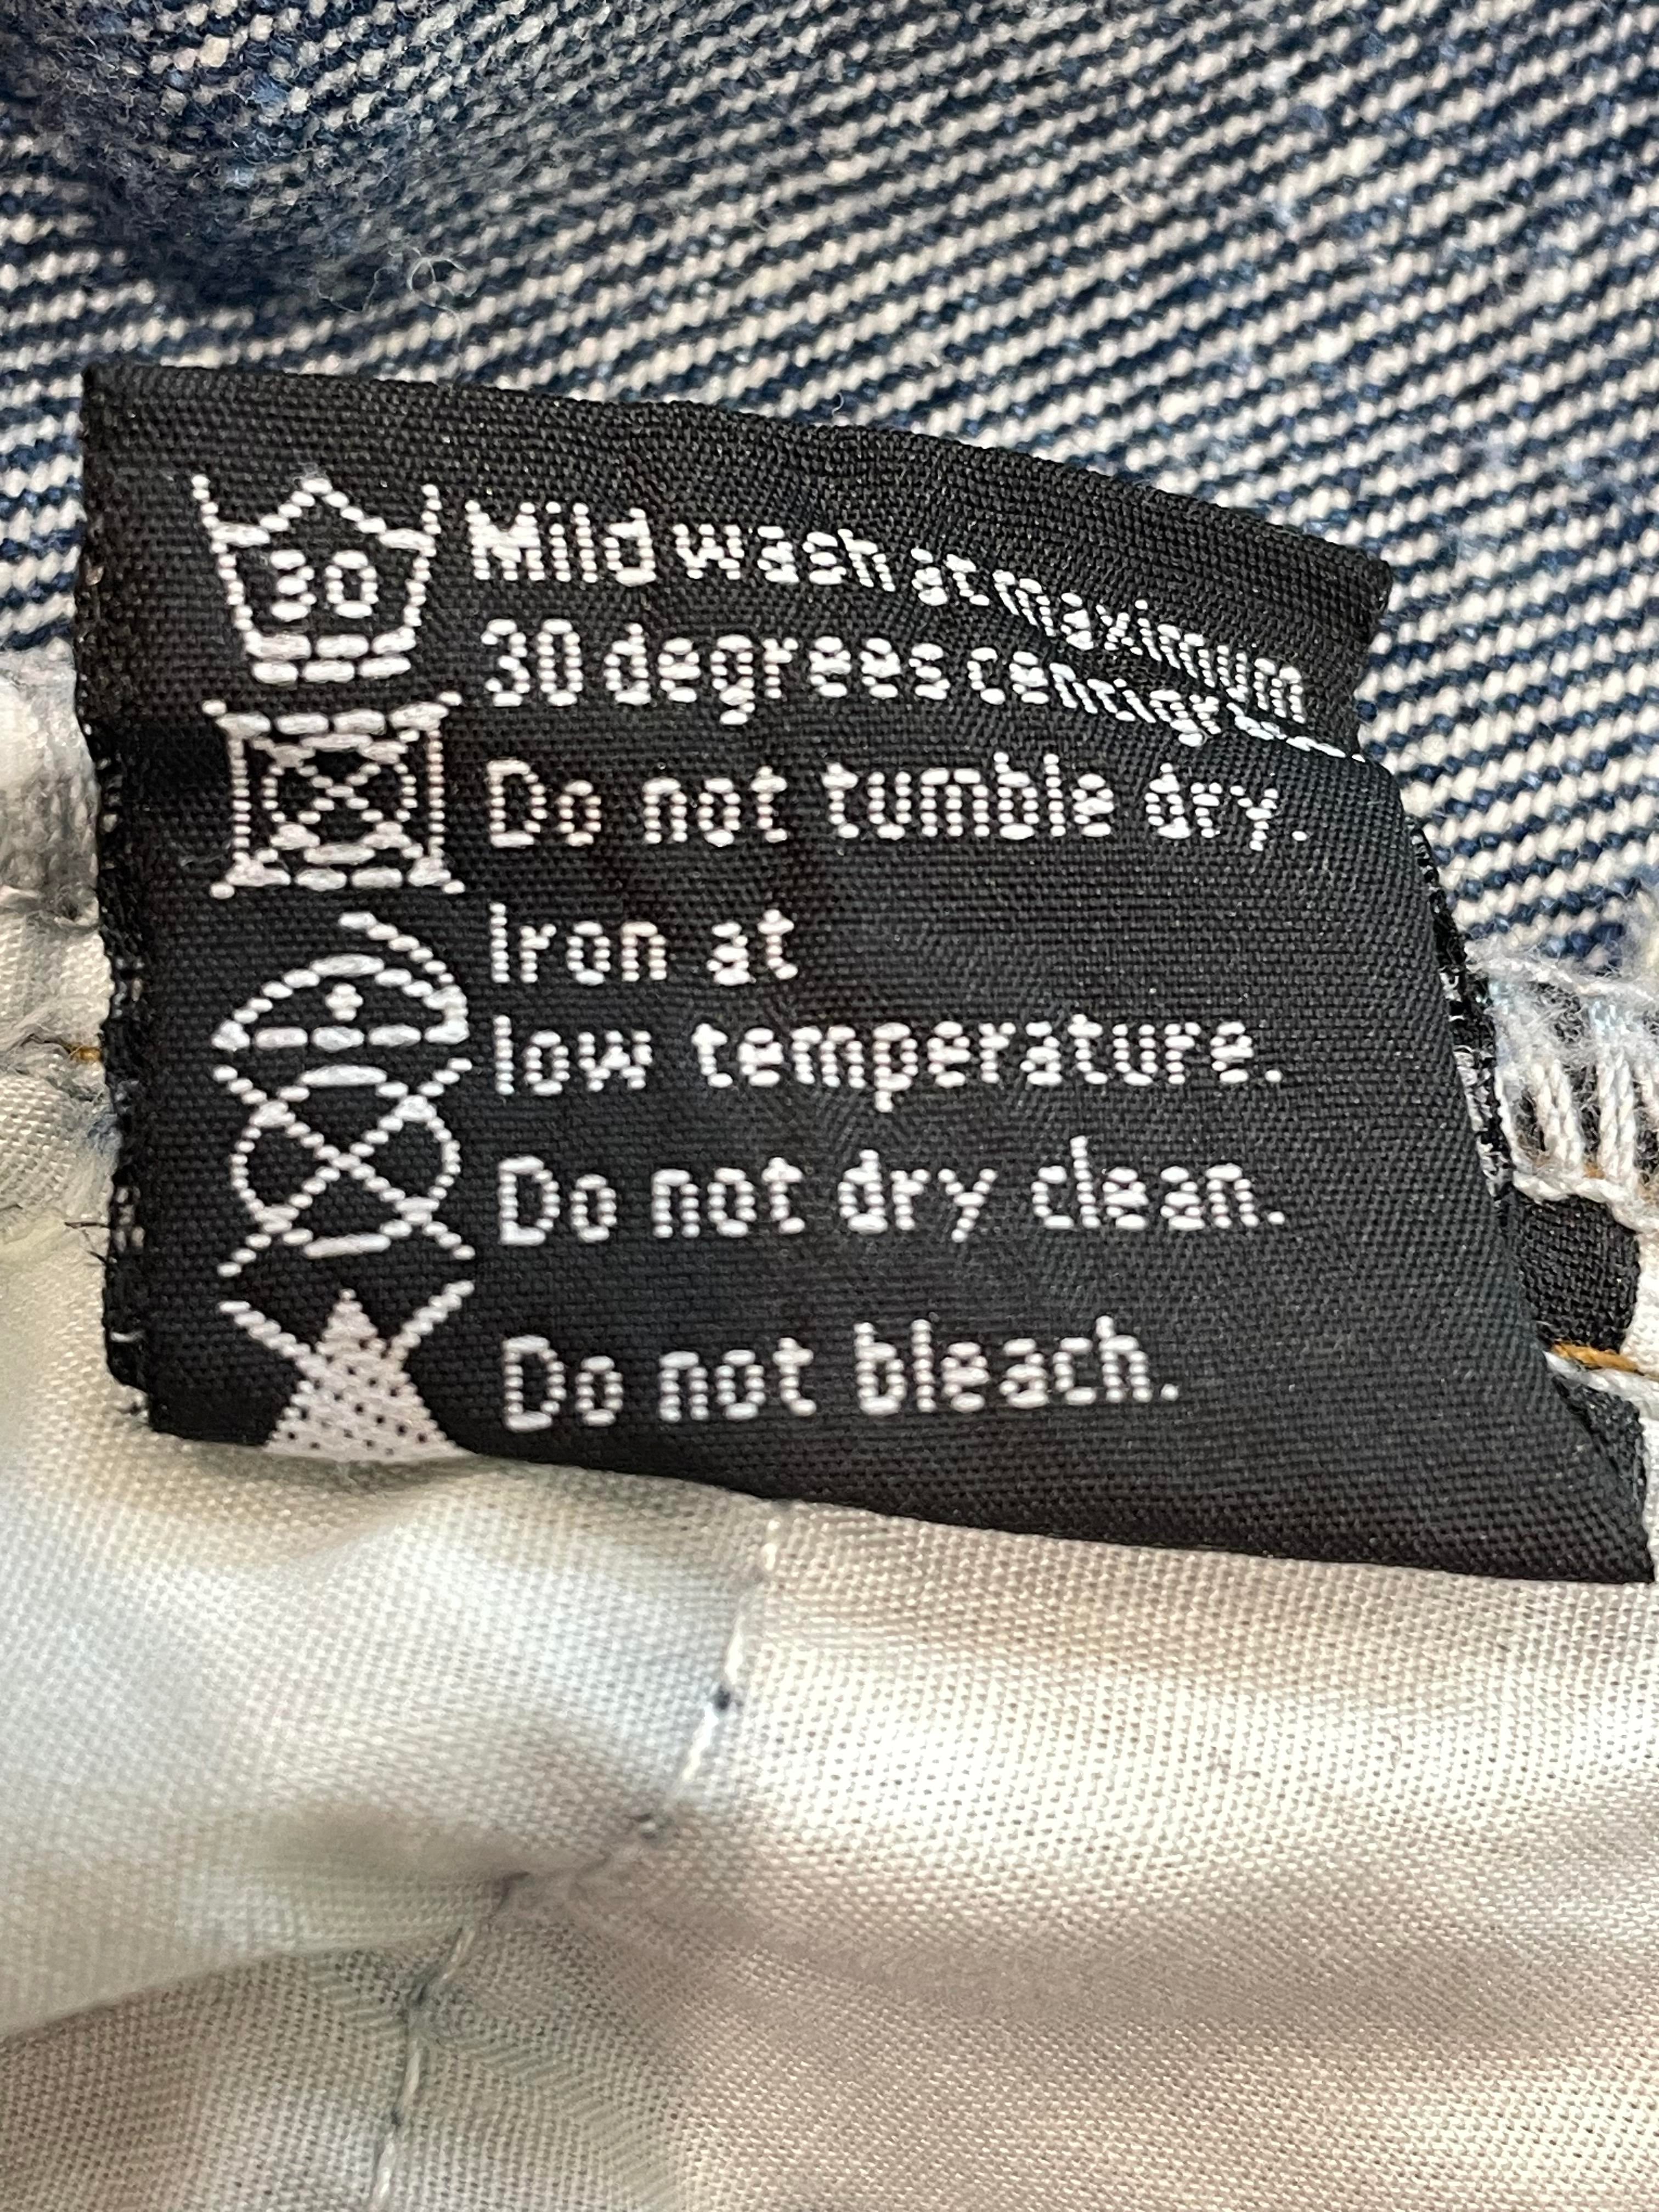 30 Mild wash at maximum
30 degrees
Do not tumble dry.
Iron at
low temperature.
Do not dry clean.
Do not bleach.